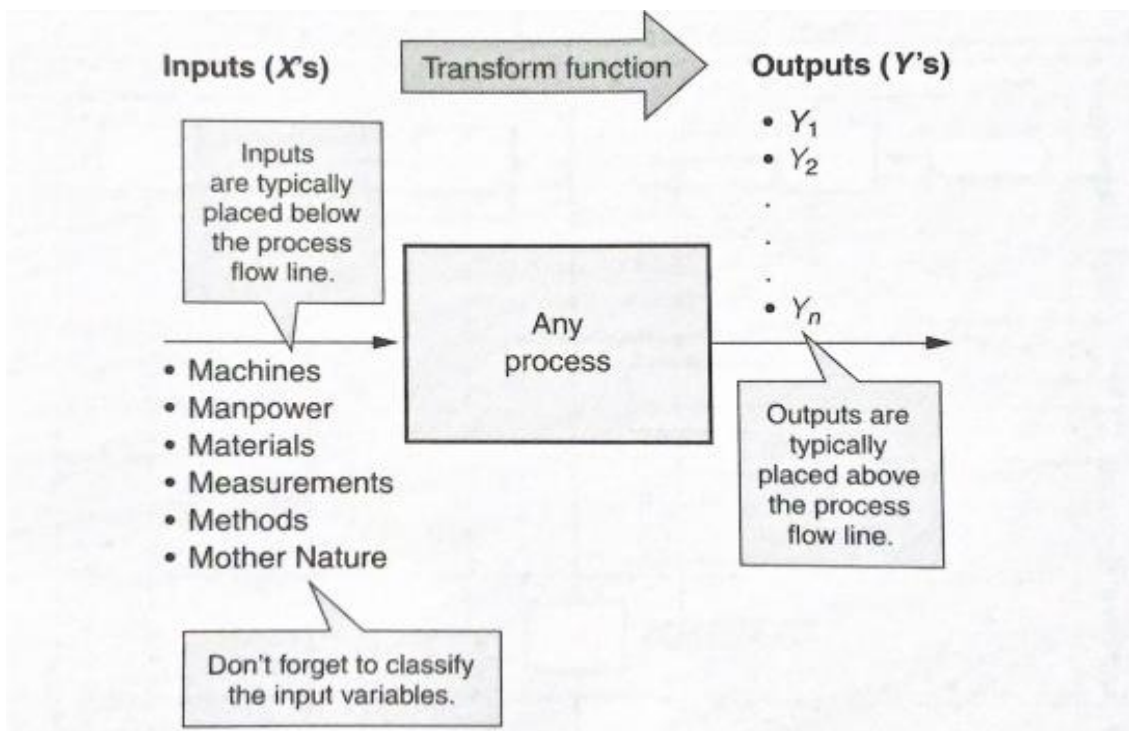 Inputs (X's)
Transform function
Outputs (Y's)
Inputs
are typically
placed below
the process
flow line.
• Y1
• Y2
.
.
.
• Yn
Any
process
• Machines
• Manpower
• Materials
• Measurements
• Methods
• Mother Nature
Outputs are
typically
placed above
the process
flow line.
Don't forget to classify
the input variables.